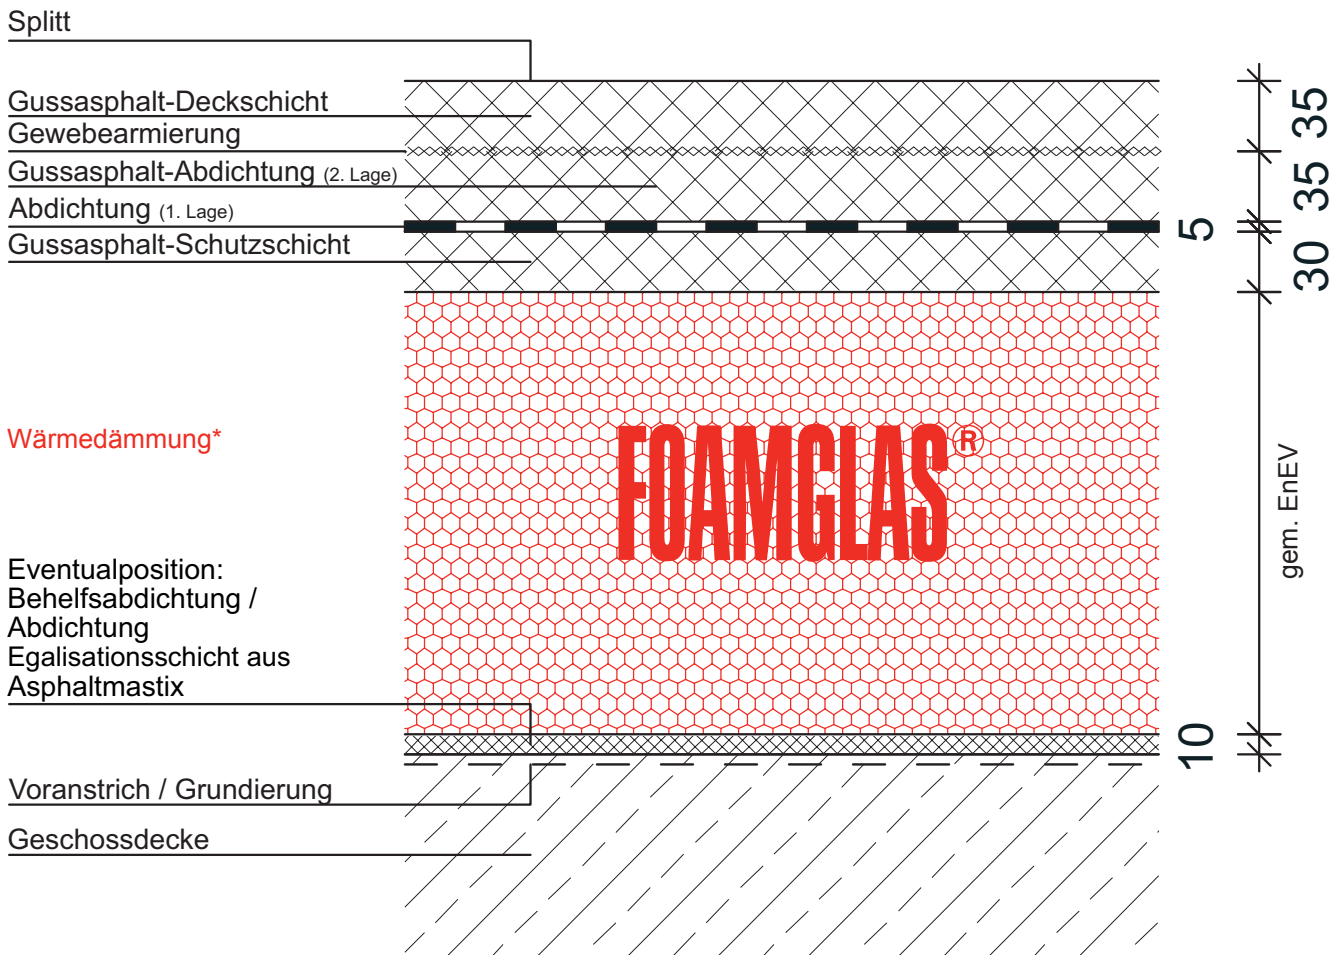 Splitt
Gussasphalt-Deckschicht
Gewebearmierung
Gussasphalt-Abdichtung (2. Lage)
Abdichtung (1. Lage)
Gussasphalt-Schutzschicht
Wärmedämmung*
Eventualposition:
Behelfsabdichtung /
Abdichtung
Egalisationsschicht aus
Asphaltmastix
Voranstrich / Grundierung
Geschossdecke
FOAMGLAS®
35
35
5
30
gem. EnEV
10